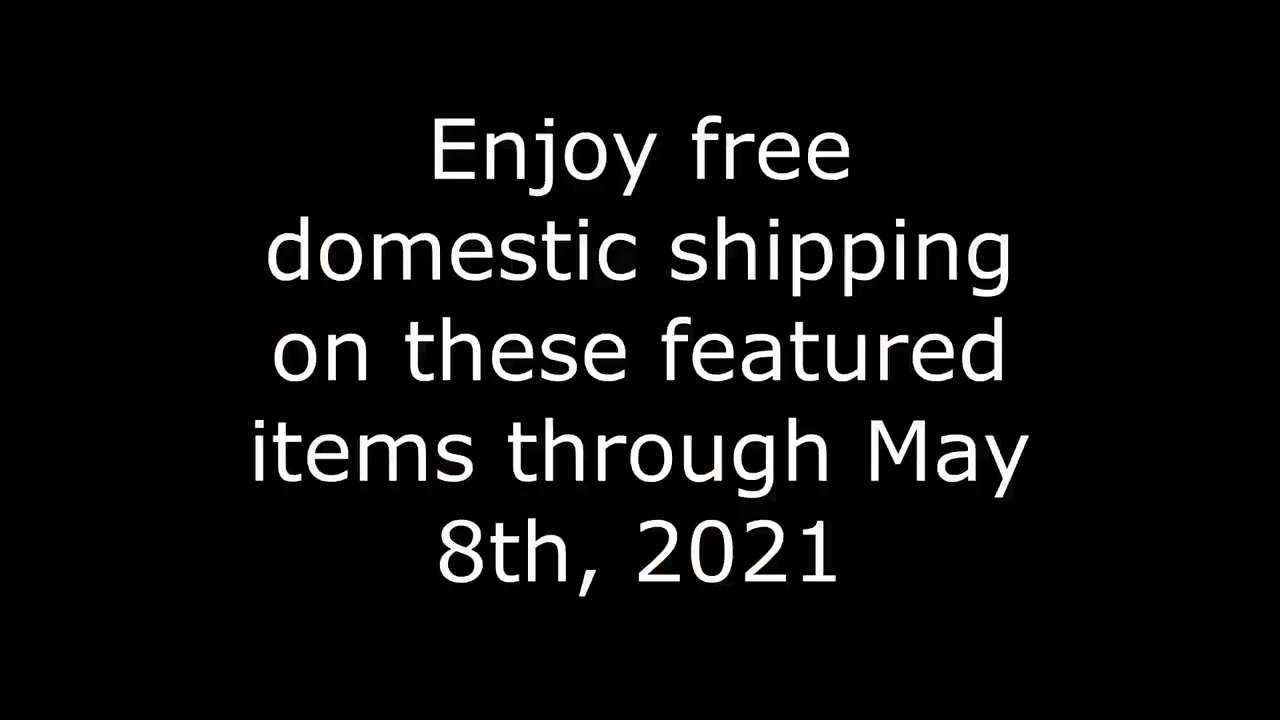 Enjoy free
domestic shipping
on these featured
items through May
8th, 2021